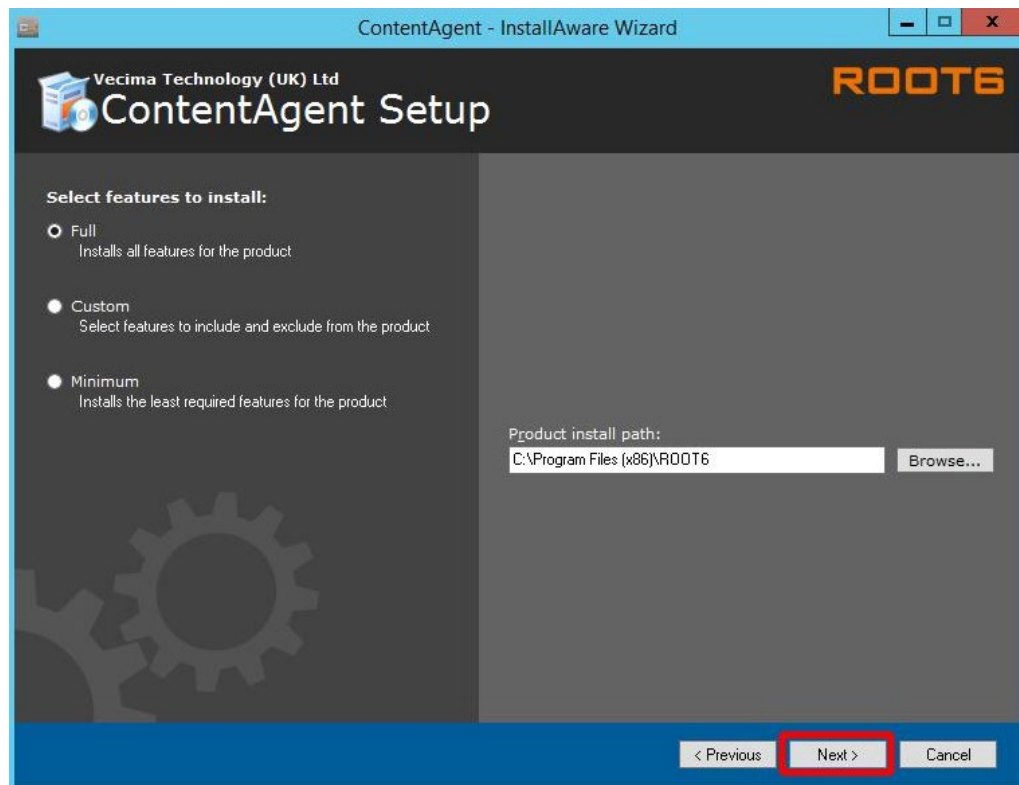 ContentAgent - InstallAware Wizard
Vecima Technology (UK) Ltd
ContentAgent Setup
ROOT6
Select features to install:
Full
Installs all features for the product
Custom
Select features to include and exclude from the product
Minimum
Installs the least required features for the product
Product install path:
C:\Program Files (x86)\ROOT6
Browse...
< Previous
Next >
Cancel